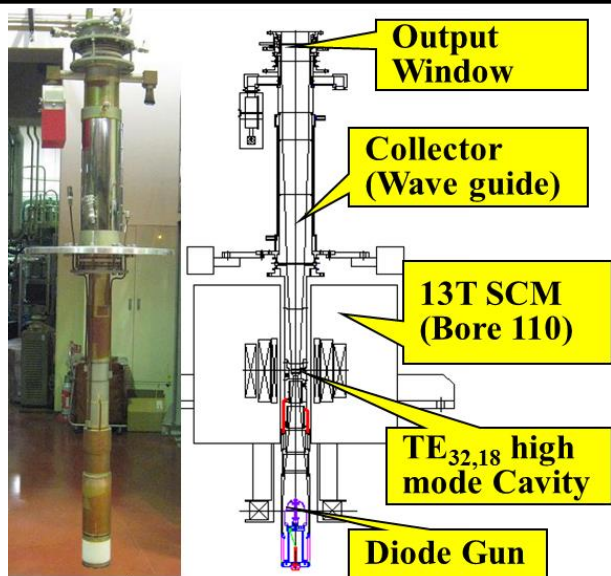 Output
Window
Collector
(Wave guide)
13T SCM
(Bore 110)
TE32,18 high
mode Cavity
Diode Gun